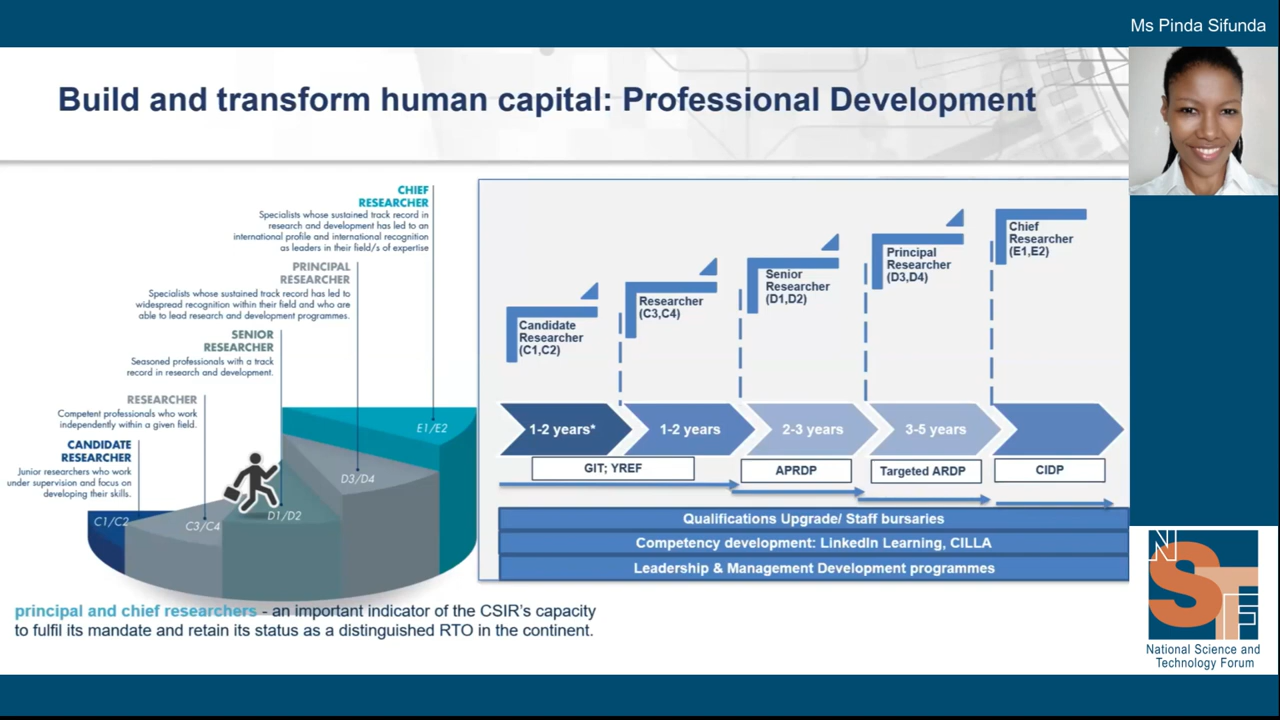 Ms Pinda Sifunda
Build and transform human capital: Professional Development
CHIEF
RESEARCHER
Specialists whose sustained track record in
research and development has led to an
international profile and international recognition
as leaders in their field/s of expertise
PRINCIPAL
RESEARCHER
Specialists whose sustained track record has led to
widespread recognition within their field and who are
able to lead research and development programmes.
SENIOR
RESEARCHER
Seasoned professionals with a track
record in research and development.
RESEARCHER
Competent professionals who work
independently within a given field.
CANDIDATE
RESEARCHER
Junior researchers who work
under supervision and focus on
developing their skills.
C1/C2
C3/C4
D1/D2
D3/D4
E1/E2
Candidate
Researcher
(C1,C2)
Researcher
(C3,C4)
Senior
Researcher
(D1,D2)
Principal
Researcher
(D3,D4)
Chief
Researcher
(E1,E2)
1-2 years*
1-2 years
2-3 years
3-5 years
GIT; YREF
APRDP
Targeted ARDP
CIDP
Qualifications Upgrade/ Staff bursaries
Competency development: LinkedIn Learning, CILLA
Leadership & Management Development programmes
principal and chief researchers - an important indicator of the CSIR's capacity
to fulfil its mandate and retain its status as a distinguished RTO in the continent.
NSTF
National Science and
Technology Forum